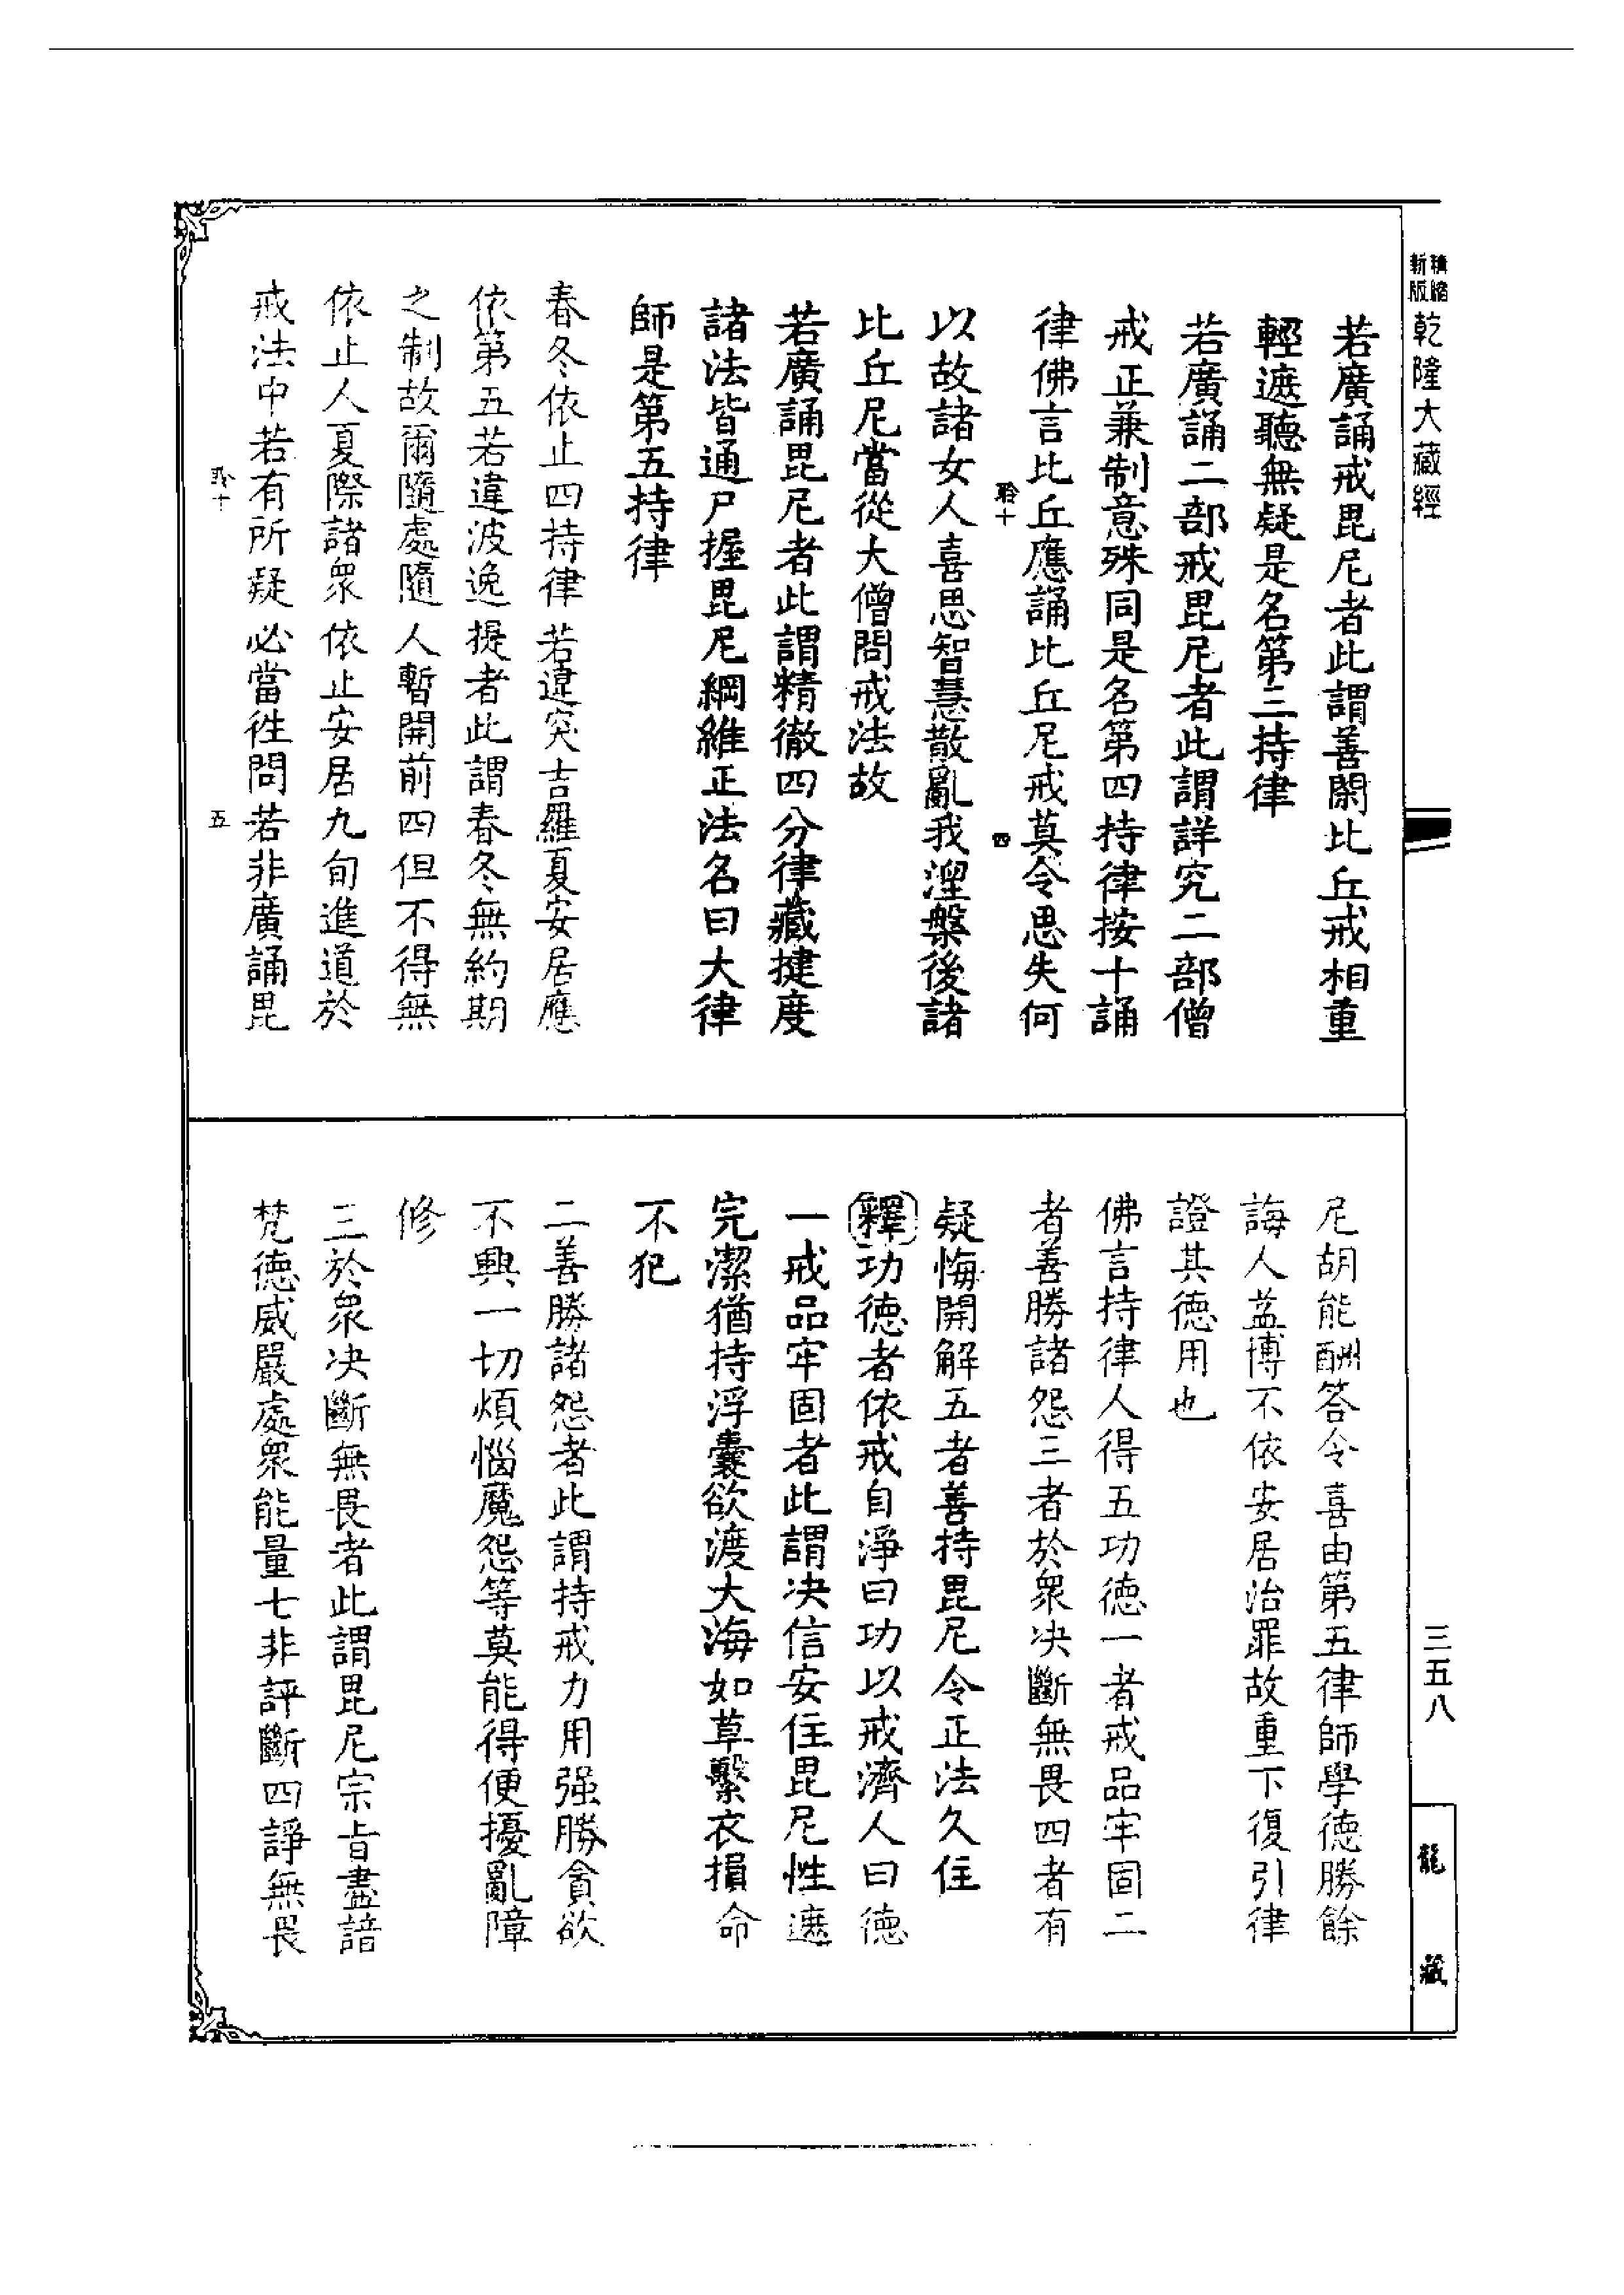 新版精縮
乾隆大藏經
若廣誦戒毘尼者此謂善閑比丘戒相重
輕遮聽無疑是名第三持律
若廣誦二部戒毘尼者此謂詳究二部僧
戒正兼制意殊同是名第四持律按十誦
律佛言比丘應誦比丘尼戒莫令思失何
聆十
四
以故諸女人喜思智慧散亂我涅槃後諸
比丘尼當從大僧問戒法故
若廣誦毘尼者此謂精徹四分律藏揵度
諸法皆通尸握毘尼綱維正法名曰大律
師是第五持律
春冬依止四持律若違突吉羅夏安居應
依第五若違波逸提者此謂春冬無約期
之制故爾隨處隨人暫開前四但不得無
依止人夏際諸衆依止安居九旬進道於
戒法中若有所疑必當徃問若非廣誦毘
聆十
五
尼胡能酬答令喜由第五律師學德勝餘
誨人葢博不依安居治罪故重下復引律
證其德用也
佛言持律人得五功德一者戒品牢固二
者善勝諸怨三者於衆决斷無畏四者有
疑悔開解五者善持毘尼令正法久住
釋功德者依戒自淨曰功以戒濟人曰德
一戒品牢固者此謂决信安住毘尼性遮
完潔猶持浮囊欲渡大海如草繫衣損命
不犯
二善勝諸怨者此謂持戒力用强勝貪欲
不興一切煩惱魔怨等莫能得便擾亂障
修
三於衆决斷無畏者此謂毘尼宗旨盡諳
梵德威嚴處衆能量七非評斷四諍無畏
三五八
龍藏